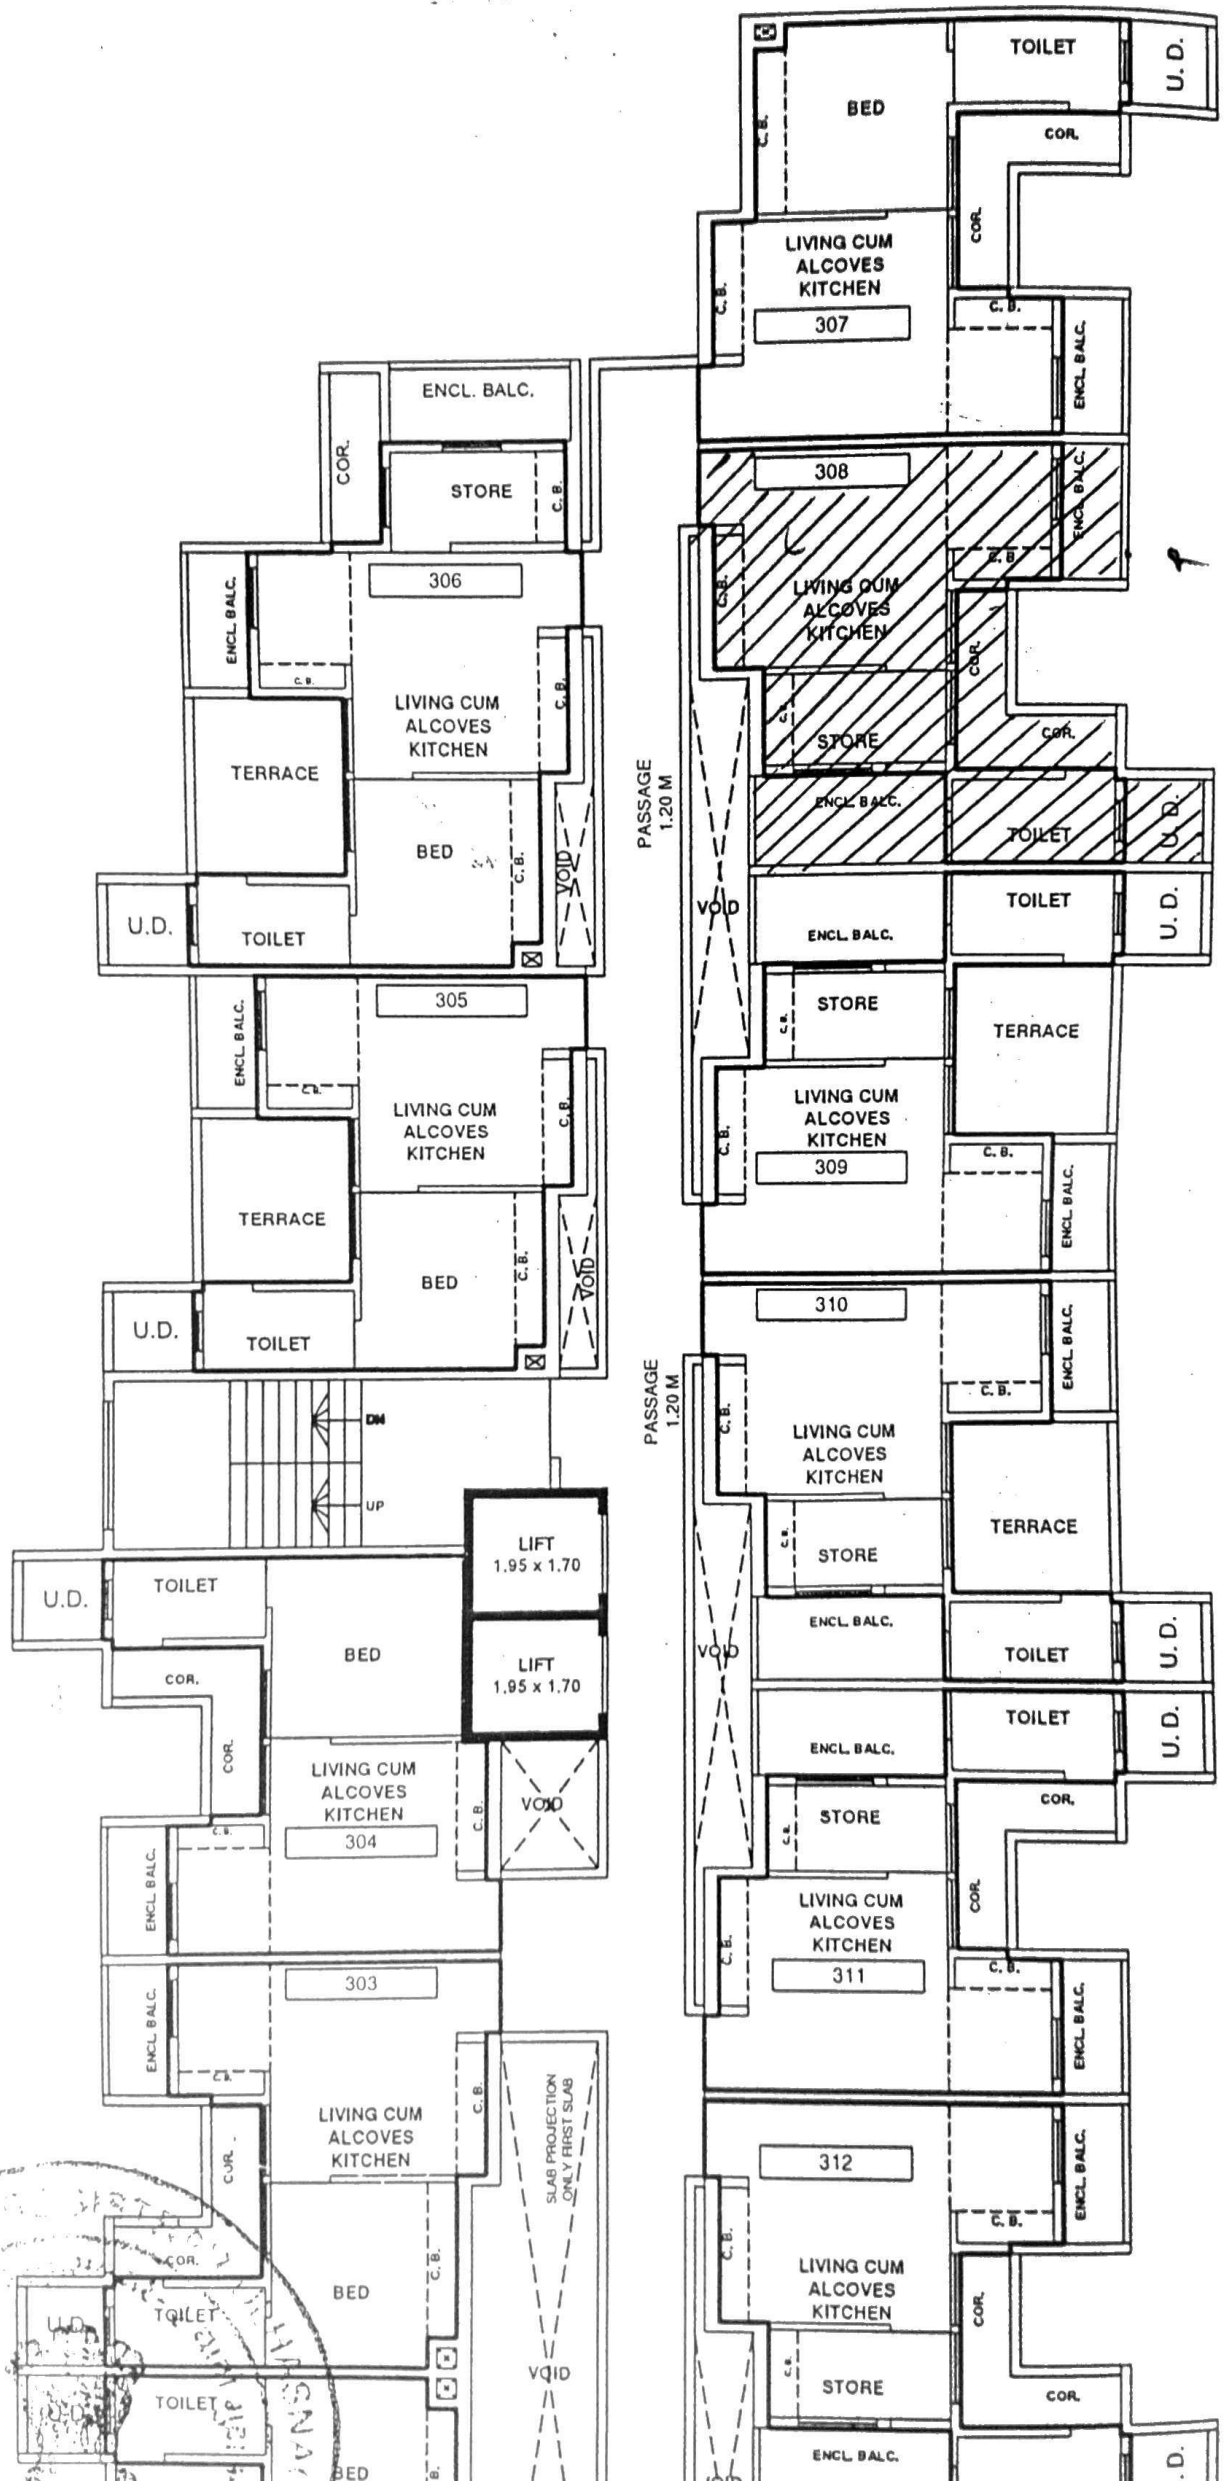 TOILET
U.D.
BED
C.B.
COR.
COR.
LIVING CUM
ALCOVES
KITCHEN
C.B.
307
C.B.
ENCL. BALC.
ENCL. BALC.
COR.
STORE
C.B.
306
ENCL. BALC.
C.B.
LIVING CUM
ALCOVES
KITCHEN
C.B.
TERRACE
BED
C.B.
VOID
U.D.
TOILET
308
ENCL. BALC.
C.B.
C.B.
LIVING CUM
ALCOVES
KITCHEN
COR.
COR.
STORE
ENCL. BALC.
TOILET
U.D.
PASSAGE
1.20 M
VOID
305
ENCL. BALC.
C.B.
LIVING CUM
ALCOVES
KITCHEN
C.B.
TERRACE
BED
C.B.
VOID
U.D.
TOILET
TOILET
U.D.
ENCL. BALC.
STORE
C.B.
TERRACE
LIVING CUM
ALCOVES
KITCHEN
C.B.
309
C.B.
ENCL. BALC.
310
ENCL. BALC.
C.B.
C.B.
LIVING CUM
ALCOVES
KITCHEN
PASSAGE
1.20 M
C.B.
STORE
TERRACE
ENCL. BALC.
TOILET
U.D.
VOID
DN
UP
LIFT
1.95 x 1.70
LIFT
1.95 x 1.70
U.D.
TOILET
BED
COR.
COR.
LIVING CUM
ALCOVES
KITCHEN
304
C.B.
C.B.
VOID
ENCL. BALC.
TOILET
U.D.
ENCL. BALC.
STORE
C.B.
COR.
COR.
LIVING CUM
ALCOVES
KITCHEN
311
C.B.
C.B.
ENCL. BALC.
303
ENCL. BALC.
C.B.
C.B.
LIVING CUM
ALCOVES
KITCHEN
SLAB PROJECTION
ONLY FIRST SLAB
COR.
COR.
BED
C.B.
U.D.
TOILET
VOID
TOILET
BED
312
ENCL. BALC.
C.B.
C.B.
LIVING CUM
ALCOVES
KITCHEN
COR.
C.B.
STORE
COR.
ENCL. BALC.